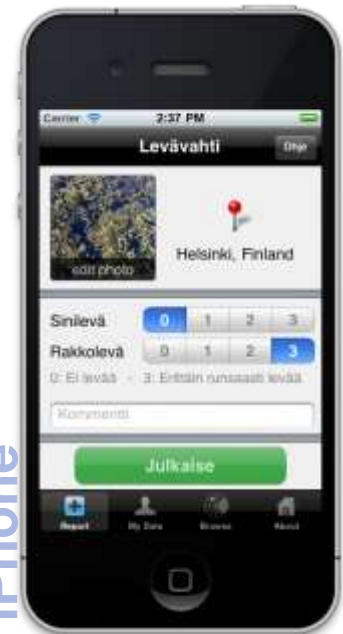 iPhone
Carrier 2:37 PM
Levävahti Ohje
edit photo
Helsinki, Finland
Sinilevä 0 1 2 3
Rakkolevä 0 1 2 3
0: Ei levää - 3: Erittäin runsaasti levää
Kommentti
Julkaise
Report My Data Browse About